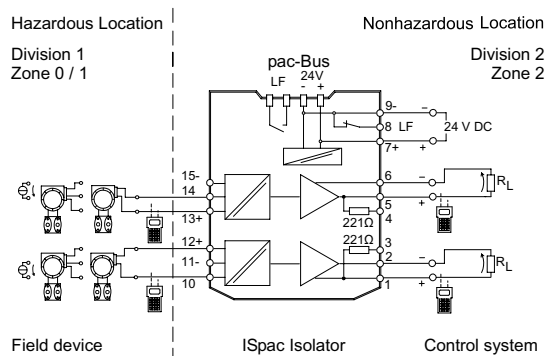 Hazardous Location
Nonhazardous Location
Division 1
Zone 0 / 1
Division 2
Zone 2
pac-Bus
LF 24V
- +
9- −
8 LF 24 V DC
7+ +
15-
14
13+
6 −
5 +
4
RL
221Ω
221Ω
12+
11-
10
3
2 −
1 +
RL
Field device
ISpac Isolator
Control system